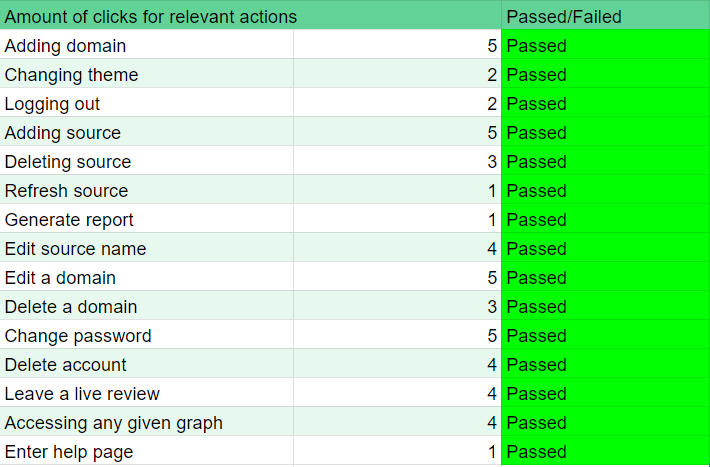 Amount of clicks for relevant actions Passed/Failed
Adding domain 5 Passed
Changing theme 2 Passed
Logging out 2 Passed
Adding source 5 Passed
Deleting source 3 Passed
Refresh source 1 Passed
Generate report 1 Passed
Edit source name 4 Passed
Edit a domain 5 Passed
Delete a domain 3 Passed
Change password 5 Passed
Delete account 4 Passed
Leave a live review 4 Passed
Accessing any given graph 4 Passed
Enter help page 1 Passed